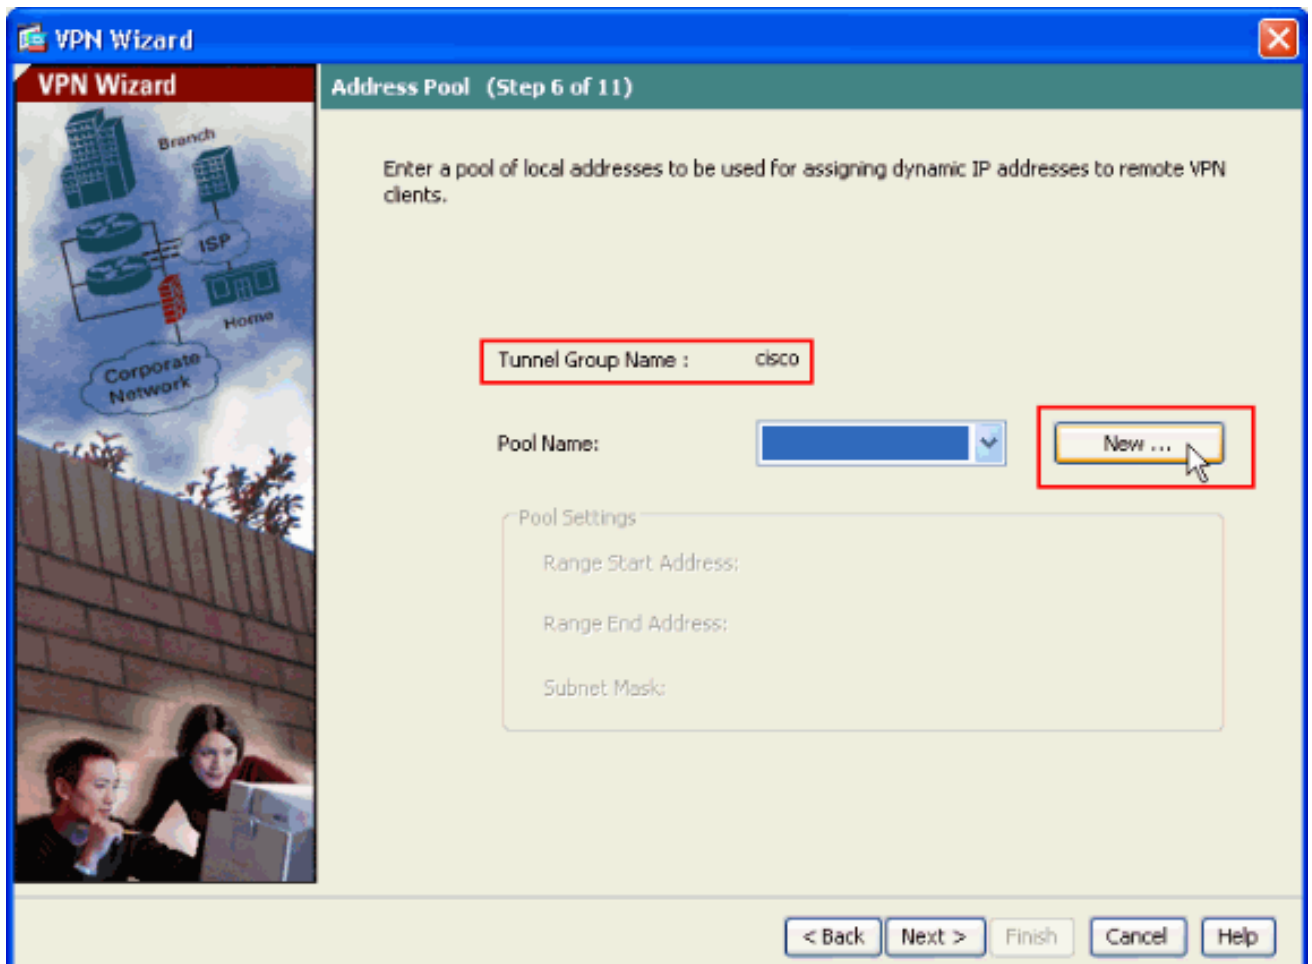 VPN Wizard
VPN Wizard
Address Pool (Step 6 of 11)
Branch
ISP
Home
Corporate
Network
Enter a pool of local addresses to be used for assigning dynamic IP addresses to remote VPN
clients.
Tunnel Group Name : cisco
Pool Name:
New ...
Pool Settings
Range Start Address:
Range End Address:
Subnet Mask:
< Back Next > Finish Cancel Help